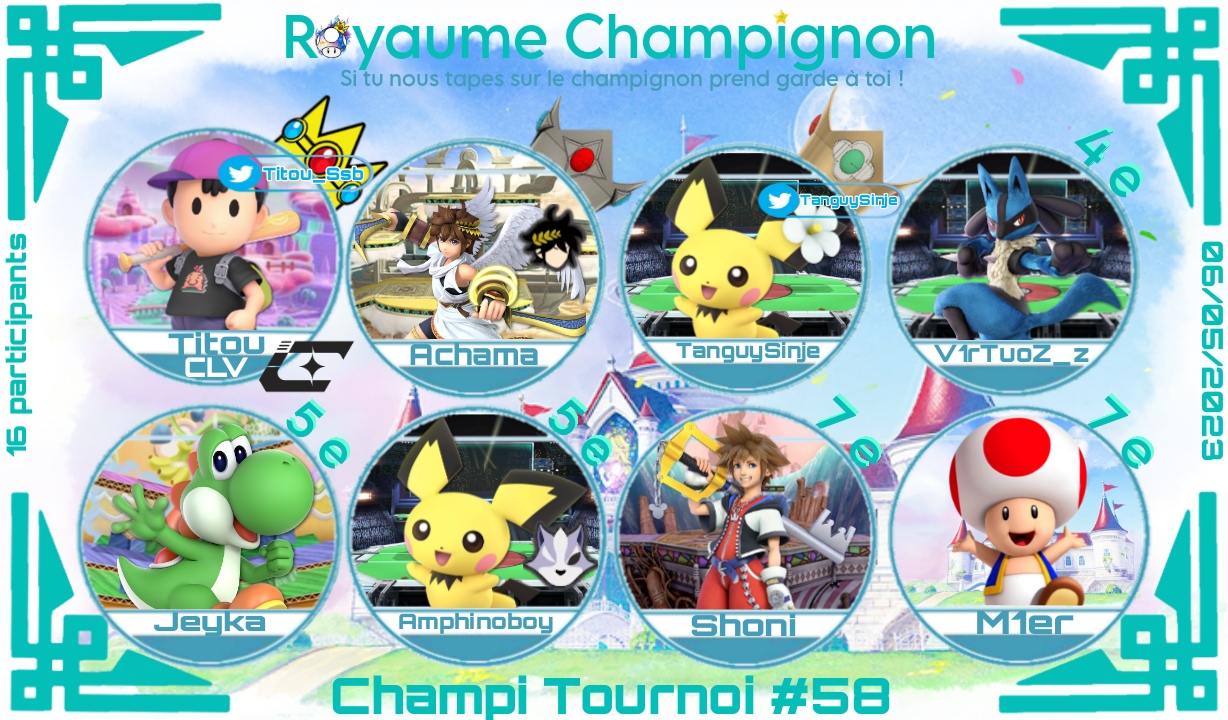 Royaume Champignon
Si tu nous tapes sur le champignon prend garde à toi !
16 participants
06/05/2023
Titou_Ssb
Titou
CLV
Achama
TanguySinje
TanguySinje
4e
V1rTuoZ_z
5e
Jeyka
5e
Amphinoboy
7e
Shoni
7e
M1er
Champi Tournoi #58